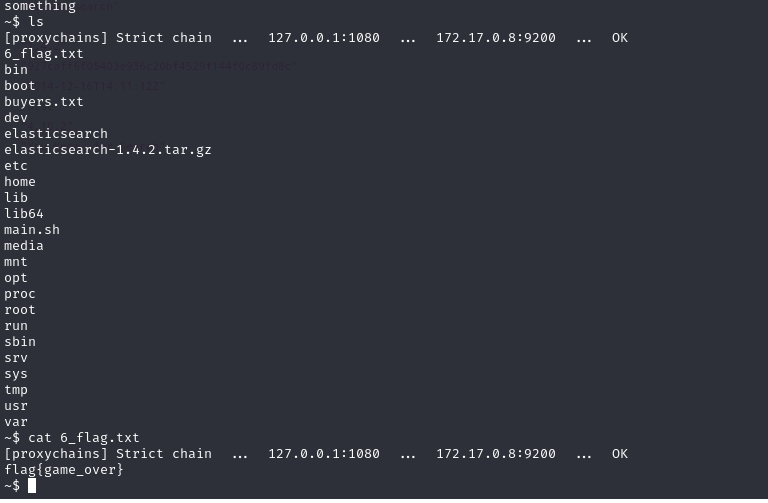 something
~$ ls
[proxychains] Strict chain  ...  127.0.0.1:1080  ...  172.17.0.8:9200  ...  OK
6_flag.txt
bin
boot
buyers.txt
dev
elasticsearch
elasticsearch-1.4.2.tar.gz
etc
home
lib
lib64
main.sh
media
mnt
opt
proc
root
run
sbin
srv
sys
tmp
usr
var
~$ cat 6_flag.txt
[proxychains] Strict chain  ...  127.0.0.1:1080  ...  172.17.0.8:9200  ...  OK
flag{game_over}
~$